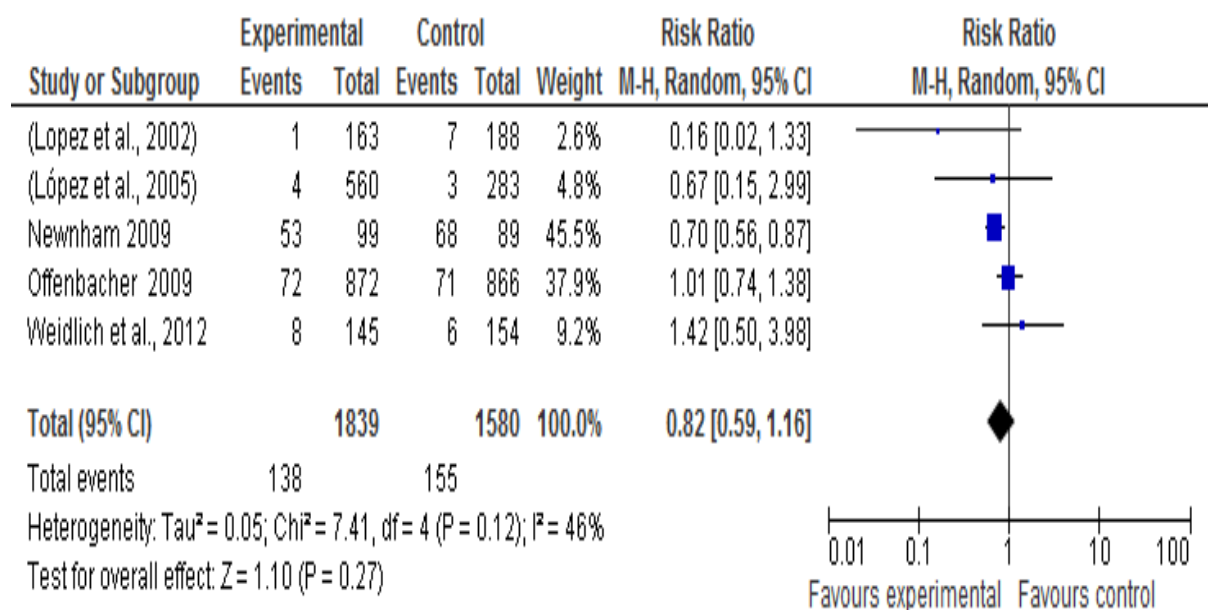 Experimental Control Risk Ratio Risk Ratio
Study or Subgroup Events Total Events Total Weight M-H, Random, 95% CI M-H, Random, 95% CI
(Lopez et al., 2002) 1 163 7 188 2.6% 0.16 [0.02, 1.33]
(López et al., 2005) 4 560 3 283 4.8% 0.67 [0.15, 2.99]
Newnham 2009 53 99 68 89 45.5% 0.70 [0.56, 0.87]
Offenbacher 2009 72 872 71 866 37.9% 1.01 [0.74, 1.38]
Weidlich et al., 2012 8 145 6 154 9.2% 1.42 [0.50, 3.98]
Total (95% CI) 1839 1580 100.0% 0.82 [0.59, 1.16]
Total events 138 155
Heterogeneity: Tau² = 0.05; Chi² = 7.41, df = 4 (P = 0.12); I² = 46%
Test for overall effect: Z = 1.10 (P = 0.27)
0.01 0.1 1 10 100
Favours experimental Favours control